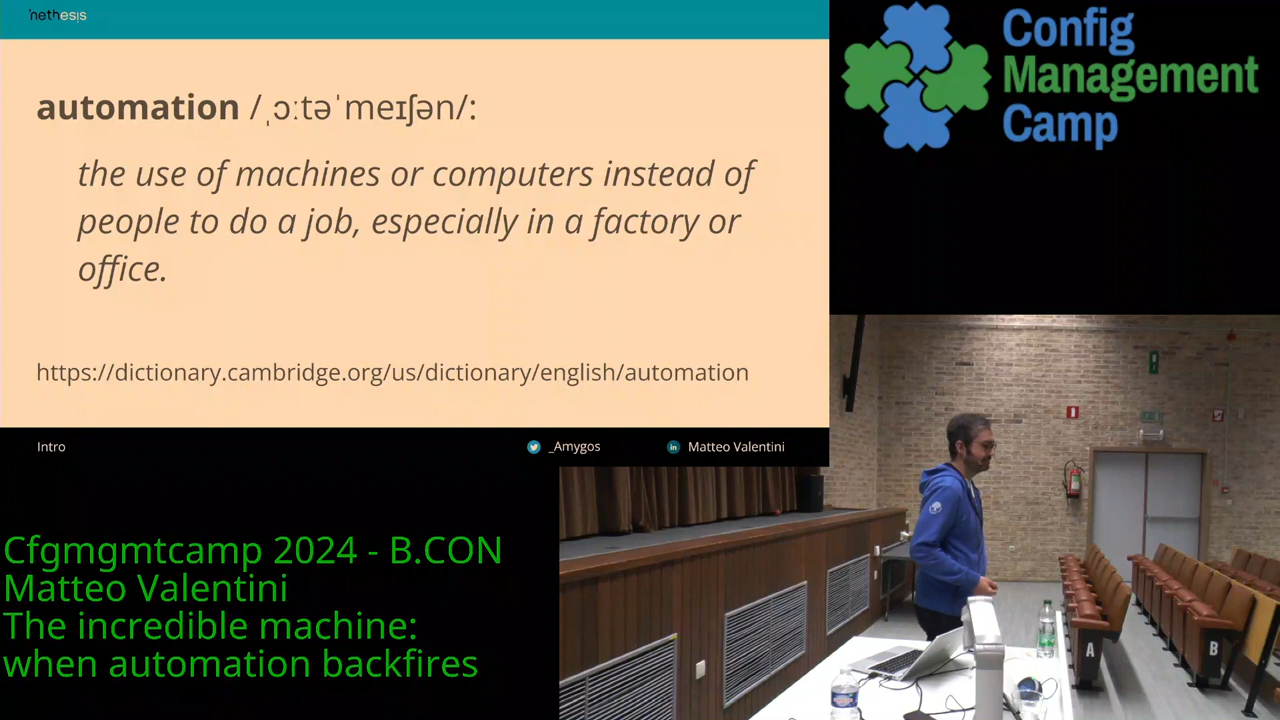 'nethesis
Config
Management
Camp
automation /ˌɔːtəˈmeɪʃən/:
the use of machines or computers instead of
people to do a job, especially in a factory or
office.
https://dictionary.cambridge.org/us/dictionary/english/automation
Intro
_Amygos
in
Matteo Valentini
Cfgmgmtcamp 2024 - B.CON
Matteo Valentini
The incredible machine:
when automation backfires
A
B